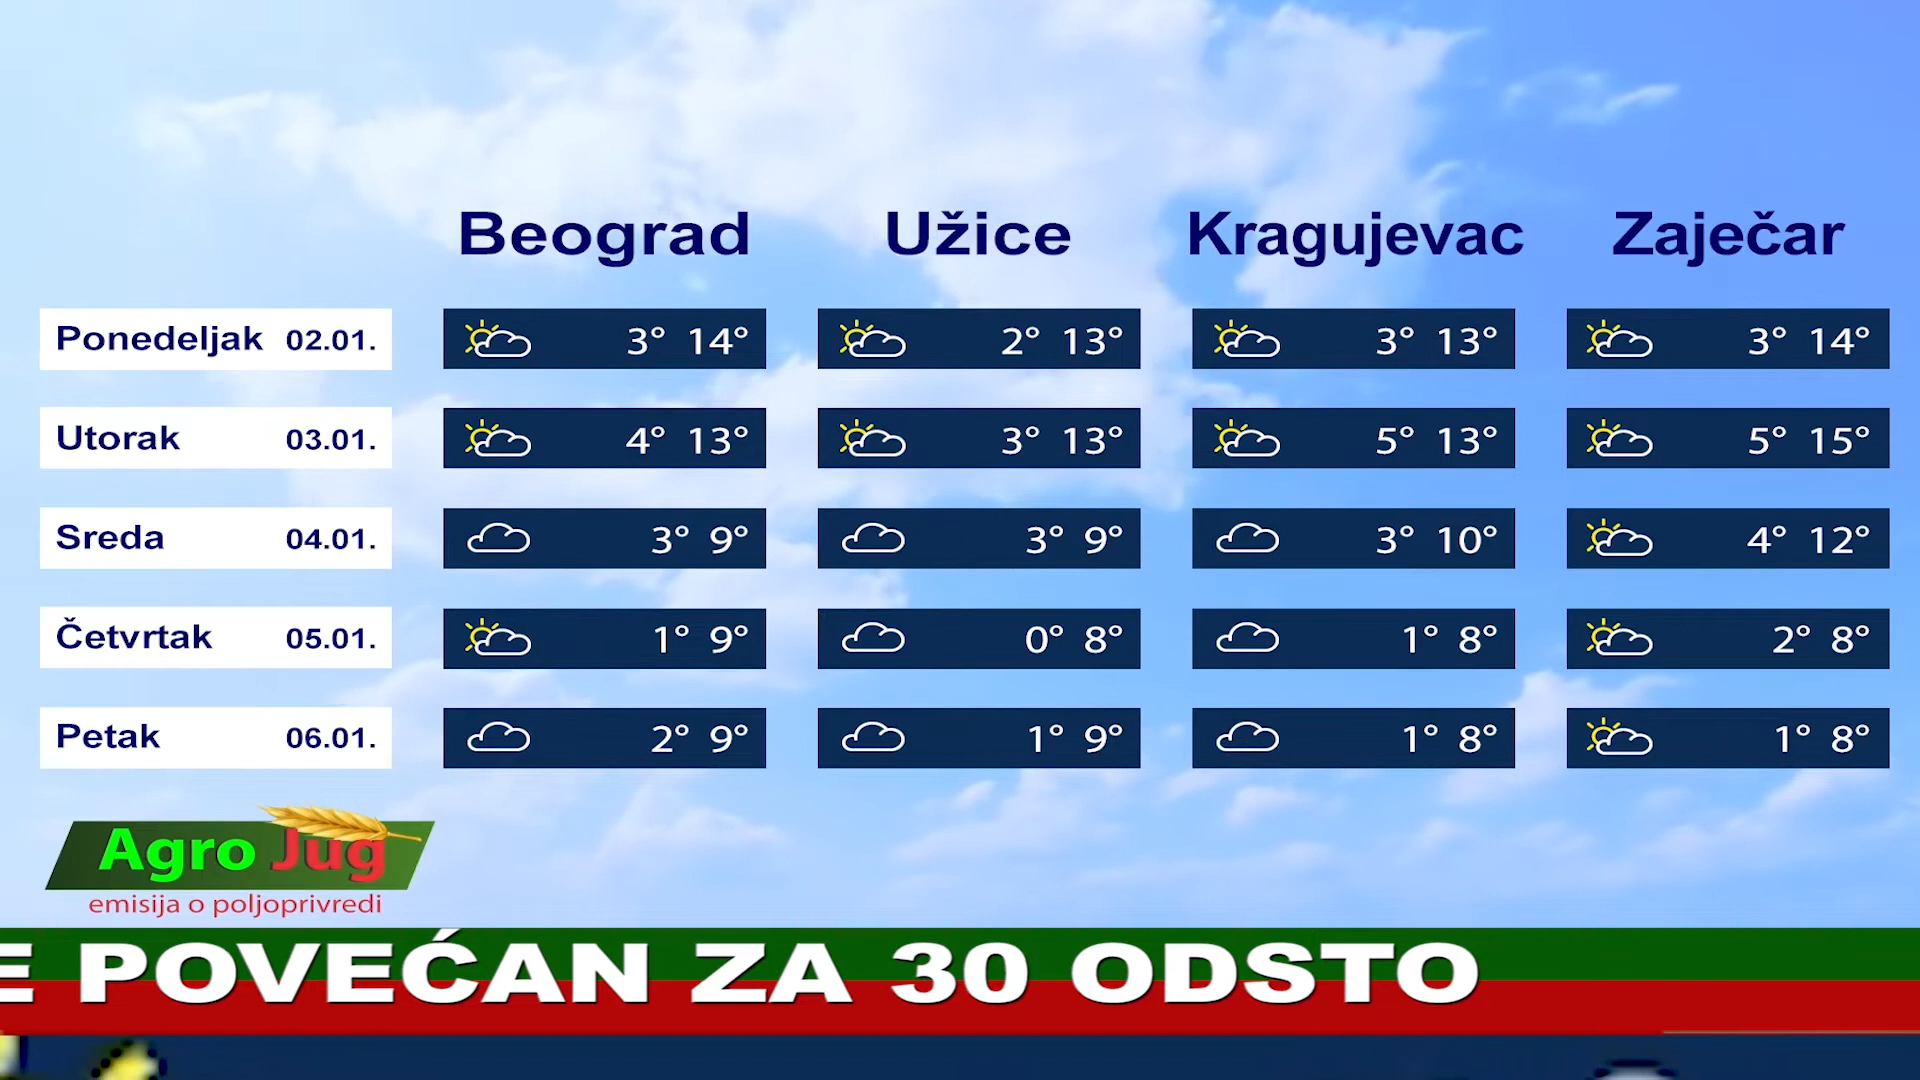 Beograd Užice Kragujevac Zaječar
Ponedeljak 02.01. 3° 14° 2° 13° 3° 13° 3° 14°
Utorak 03.01. 4° 13° 3° 13° 5° 13° 5° 15°
Sreda 04.01. 3° 9° 3° 9° 3° 10° 4° 12°
Četvrtak 05.01. 1° 9° 0° 8° 1° 8° 2° 8°
Petak 06.01. 2° 9° 1° 9° 1° 8° 1° 8°
Agro Jug
emisija o poljoprivredi
POVEĆAN ZA 30 ODSTO